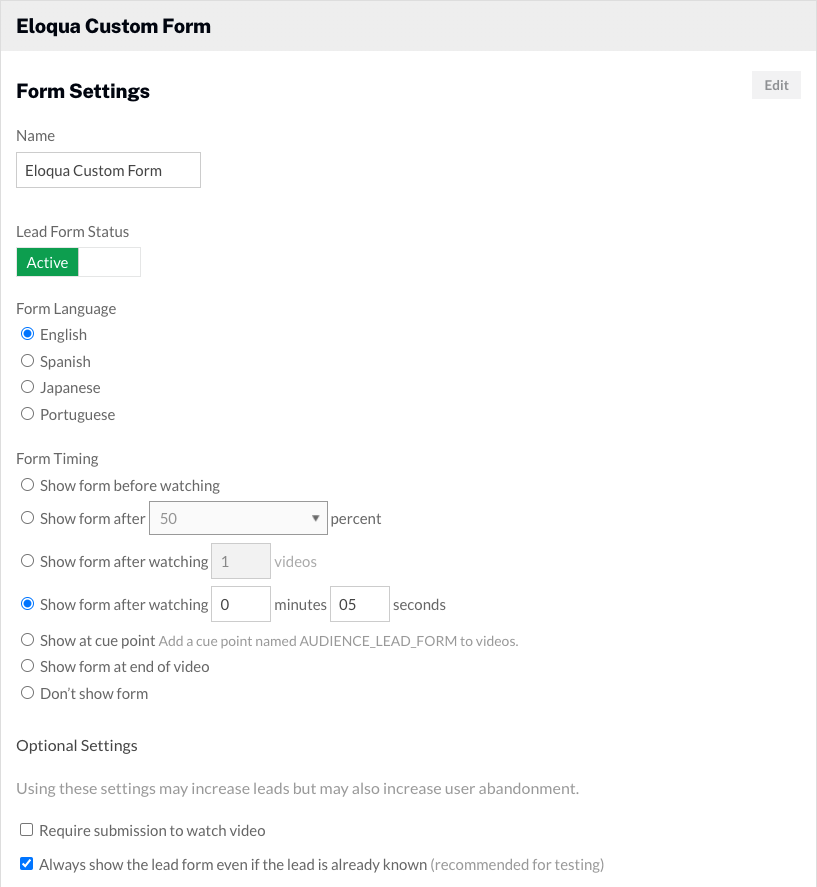 Eloqua Custom Form
Form Settings
Edit
Name
Eloqua Custom Form
Lead Form Status
Active
Form Language
English
Spanish
Japanese
Portuguese
Form Timing
Show form before watching
Show form after 50 percent
Show form after watching 1 videos
Show form after watching 0 minutes 05 seconds
Show at cue point Add a cue point named AUDIENCE_LEAD_FORM to videos.
Show form at end of video
Don't show form
Optional Settings
Using these settings may increase leads but may also increase user abandonment.
Require submission to watch video
Always show the lead form even if the lead is already known (recommended for testing)